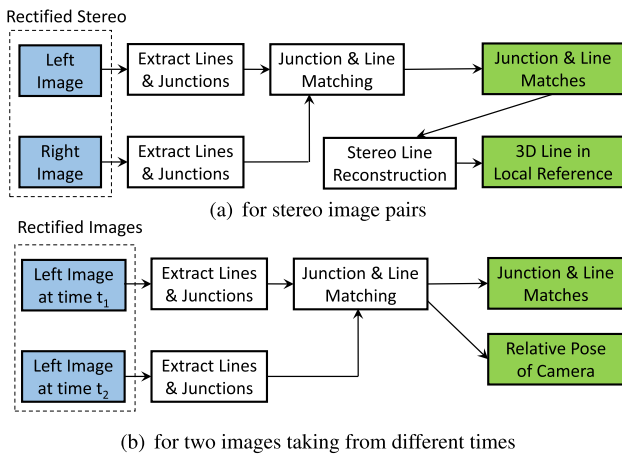 Rectified Stereo
Left
Image
Extract Lines
& Junctions
Junction & Line
Matching
Junction & Line
Matches
Right
Image
Extract Lines
& Junctions
Stereo Line
Reconstruction
3D Line in
Local Reference
(a) for stereo image pairs
Rectified Images
Left Image
at time t1
Extract Lines
& Junctions
Junction & Line
Matching
Junction & Line
Matches
Left Image
at time t2
Extract Lines
& Junctions
Relative Pose
of Camera
(b) for two images taking from different times